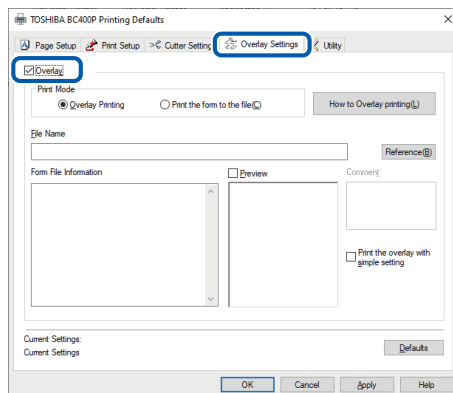 TOSHIBA BC400P Printing Defaults
Page Setup Print Setup Cutter Setting Overlay Settings Utility
Overlay
Print Mode
Overlay Printing Print the form to the file(C) How to Overlay printing(L)
File Name
Reference(B)
Form File Information Preview Comment
Print the overlay with
simple setting
Current Settings:
Current Settings
Defaults
OK Cancel Apply Help